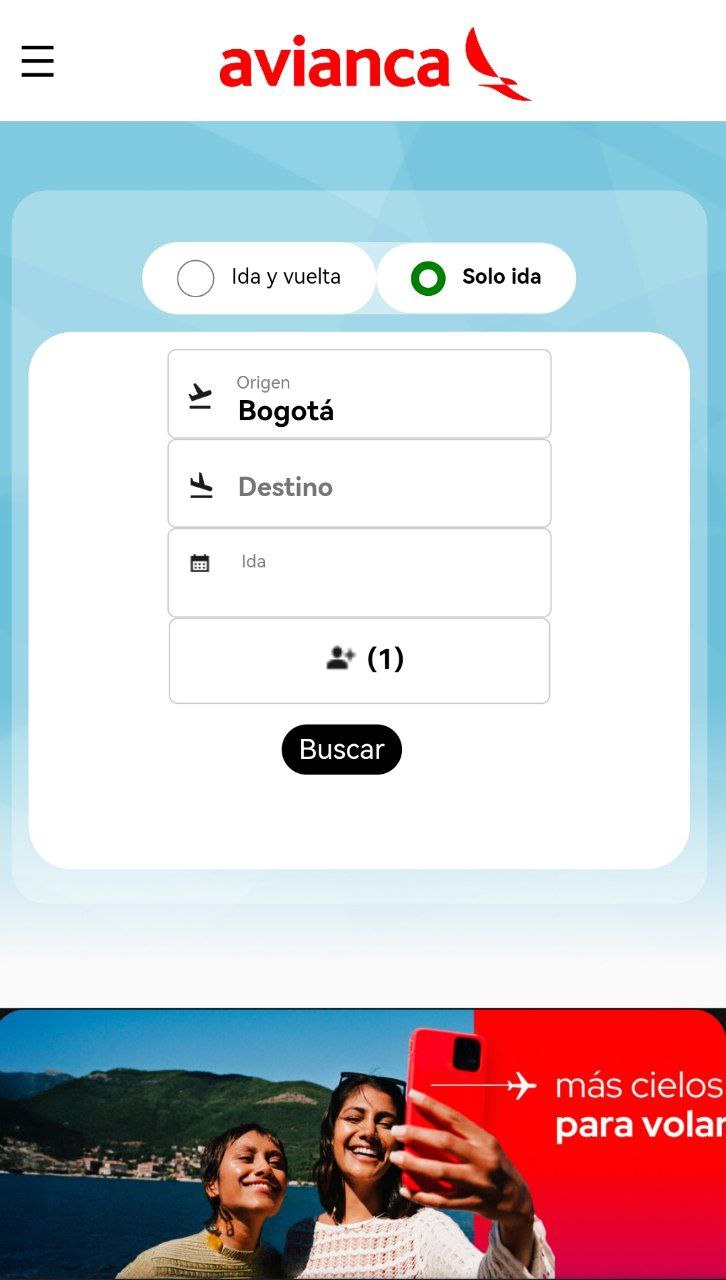 avianca
Ida y vuelta
Solo ida
Origen
Bogotá
Destino
Ida
(1)
Buscar
más cielos
para volar